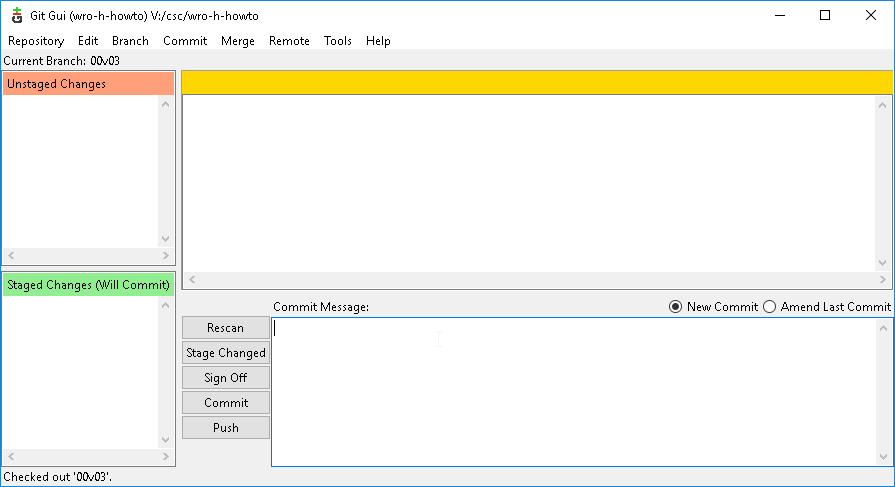 Git Gui (wro-h-howto) V:/csc/wro-h-howto
Repository Edit Branch Commit Merge Remote Tools Help
Current Branch: 00v03
Unstaged Changes
Staged Changes (Will Commit)
Commit Message:
New Commit
Amend Last Commit
Rescan
Stage Changed
Sign Off
Commit
Push
Checked out '00v03'.